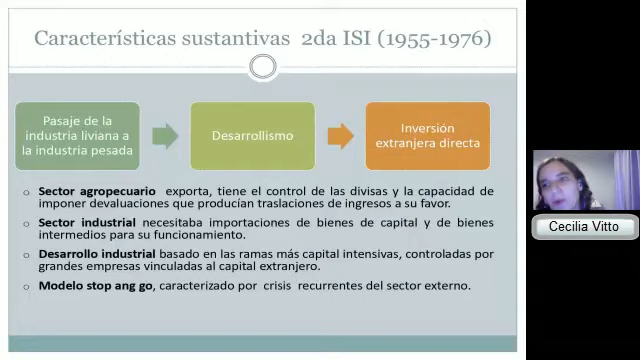 Características sustantivas 2da ISI (1955-1976)
Pasaje de la
industria liviana a
la industria pesada
Desarrollismo
Inversión
extranjera directa
Sector agropecuario exporta, tiene el control de las divisas y la capacidad de
imponer devaluaciones que producían traslaciones de ingresos a su favor.
Sector industrial necesitaba importaciones de bienes de capital y de bienes
intermedios para su funcionamiento.
Desarrollo industrial basado en las ramas más capital intensivas, controladas por
grandes empresas vinculadas al capital extranjero.
Modelo stop ang go, caracterizado por crisis recurrentes del sector externo.
Cecilia Vitto